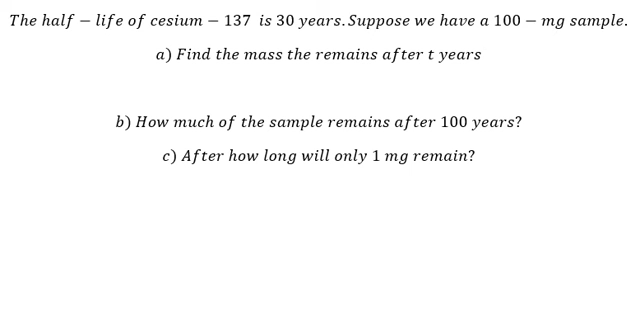 The half – life of cesium – 137 is 30 years. Suppose we have a 100 – mg sample.
a) Find the mass the remains after t years
b) How much of the sample remains after 100 years?
c) After how long will only 1 mg remain?